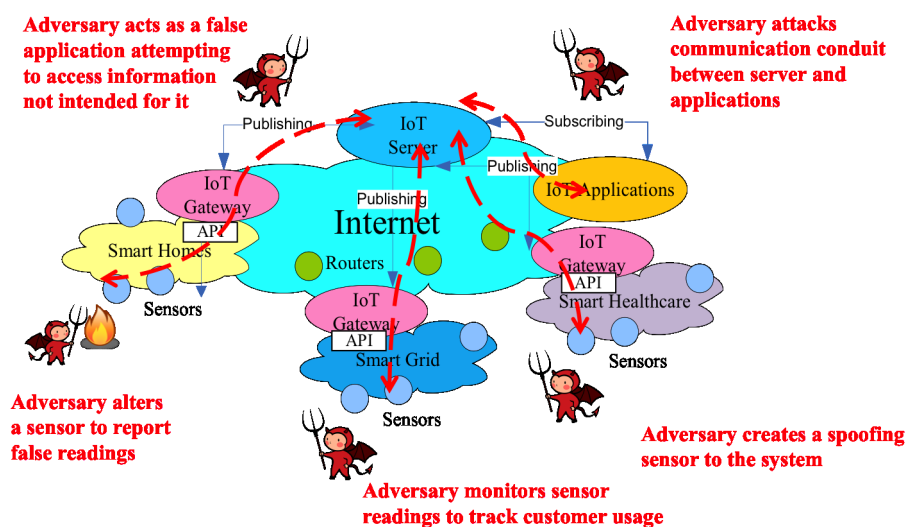 Adversary acts as a false
application attempting
to access information
not intended for it
Adversary attacks
communication conduit
between server and
applications
Publishing
IoT
Server
Subscribing
Publishing
IoT
Gateway
API
Publishing
IoT Applications
Internet
IoT
Gateway
API
Smart Homes
Routers
Smart Healthcare
Sensors
IoT
Gateway
API
Smart Grid
Sensors
Sensors
Adversary alters
a sensor to report
false readings
Adversary creates a spoofing
sensor to the system
Adversary monitors sensor
readings to track customer usage